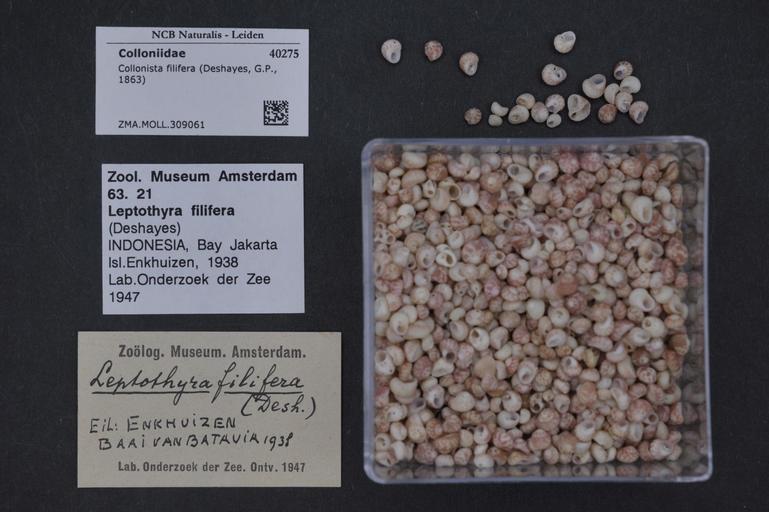 NCB Naturalis - Leiden
Colloniidae 40275
Collonista filifera (Deshayes, G.P.,
1863)
ZMA.MOLL.309061
Zool. Museum Amsterdam
63. 21
Leptothyra filifera
(Deshayes)
INDONESIA, Bay Jakarta
Isl.Enkhuizen, 1938
Lab.Onderzoek der Zee
1947
Zoölog. Museum. Amsterdam.
Leptothyra filifera
(Desh.)
Eil: ENKHUIZEN
BAAI VAN BATAVIA 1938
Lab. Onderzoek der Zee. Ontv. 1947